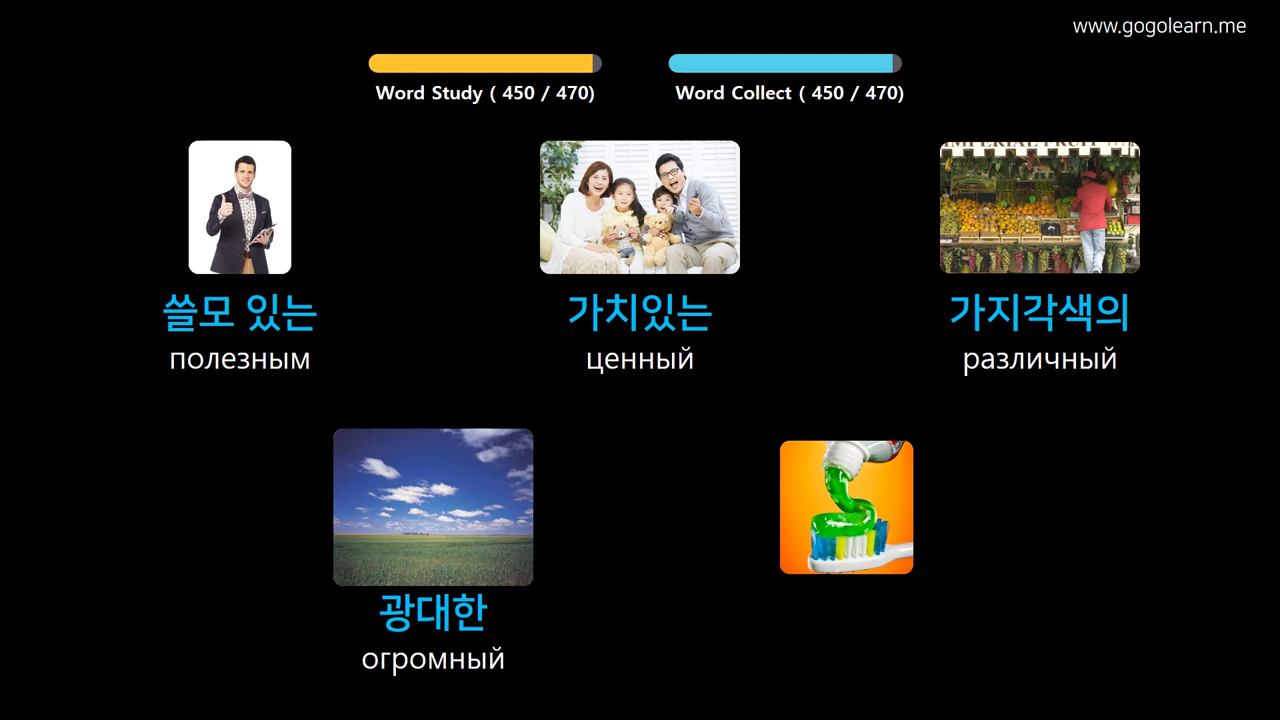 www.gogolearn.me
Word Study ( 450 / 470)
Word Collect ( 450 / 470)
쓸모 있는
полезным
가치있는
ценный
가지각색의
различный
광대한
огромный